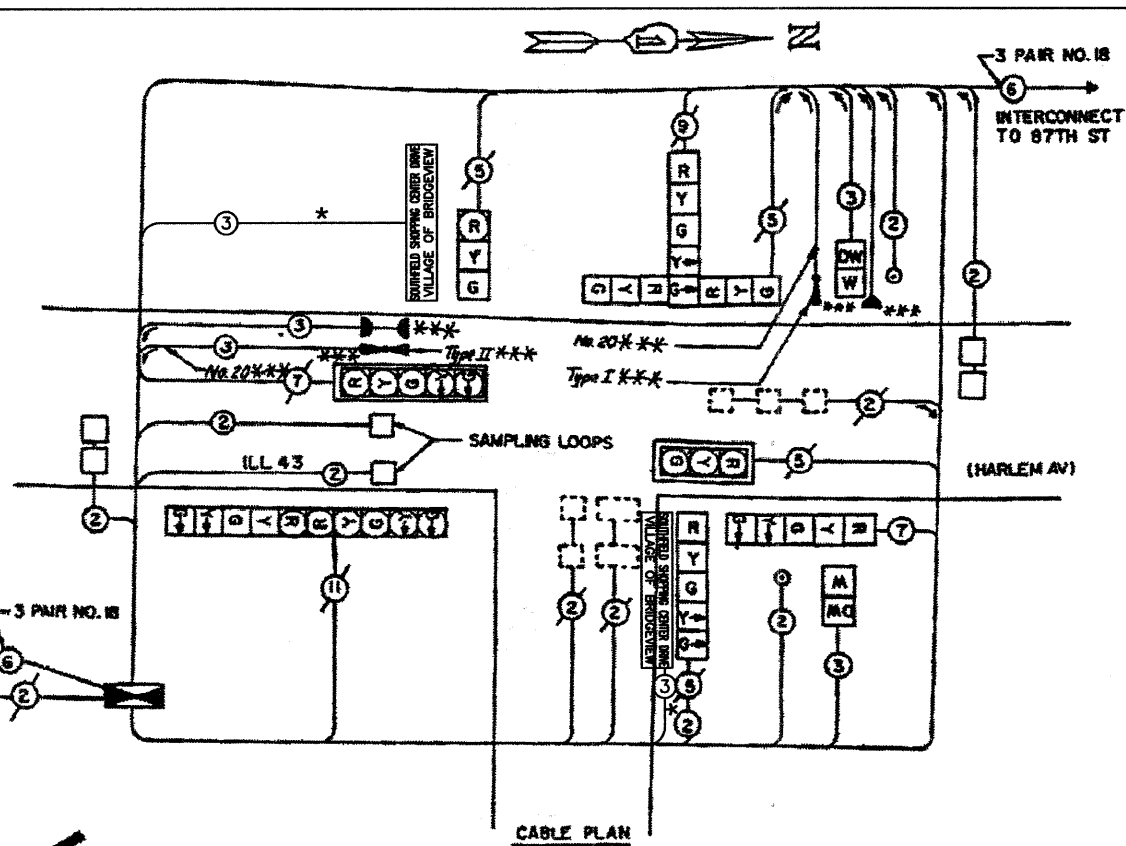 N
3 PAIR NO. 18
6
INTERCONNECT
TO 87TH ST
5
9
SOUTHFIELD SHOPPING CENTER DRIVE
VILLAGE OF BRIDGEVIEW
R
Y
G
3
*
R
Y
G
Y
G
R
Y
G
G
Y
R
5
3
DW
W
2
2
***
***
3
***
3
***
Type II ***
No. 20 ***
7
R Y G Y
No. 20 ***
Type I ***
2
2
SAMPLING LOOPS
ILL 43
2
R Y G
5
(HARLEM AV)
2
G Y G Y R R Y G Y G
11
2
2
SOUTHFIELD SHOPPING CENTER DRIVE
VILLAGE OF BRIDGEVIEW
R
Y
G
Y
G
3
*
5
2
G Y G Y R
7
2
W
DW
3
3 PAIR NO. 18
6
2
CABLE PLAN